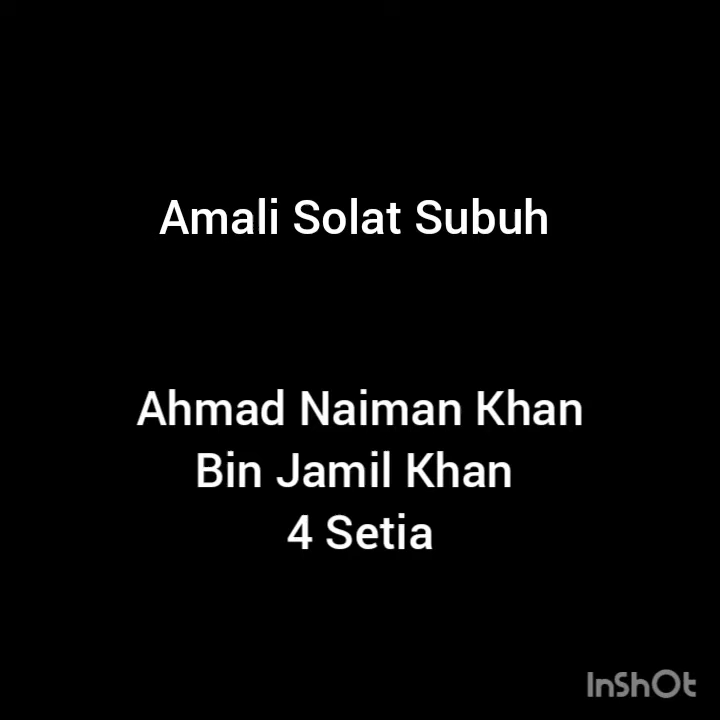 Amali Solat Subuh
Ahmad Naiman Khan
Bin Jamil Khan
4 Setia
InShOt